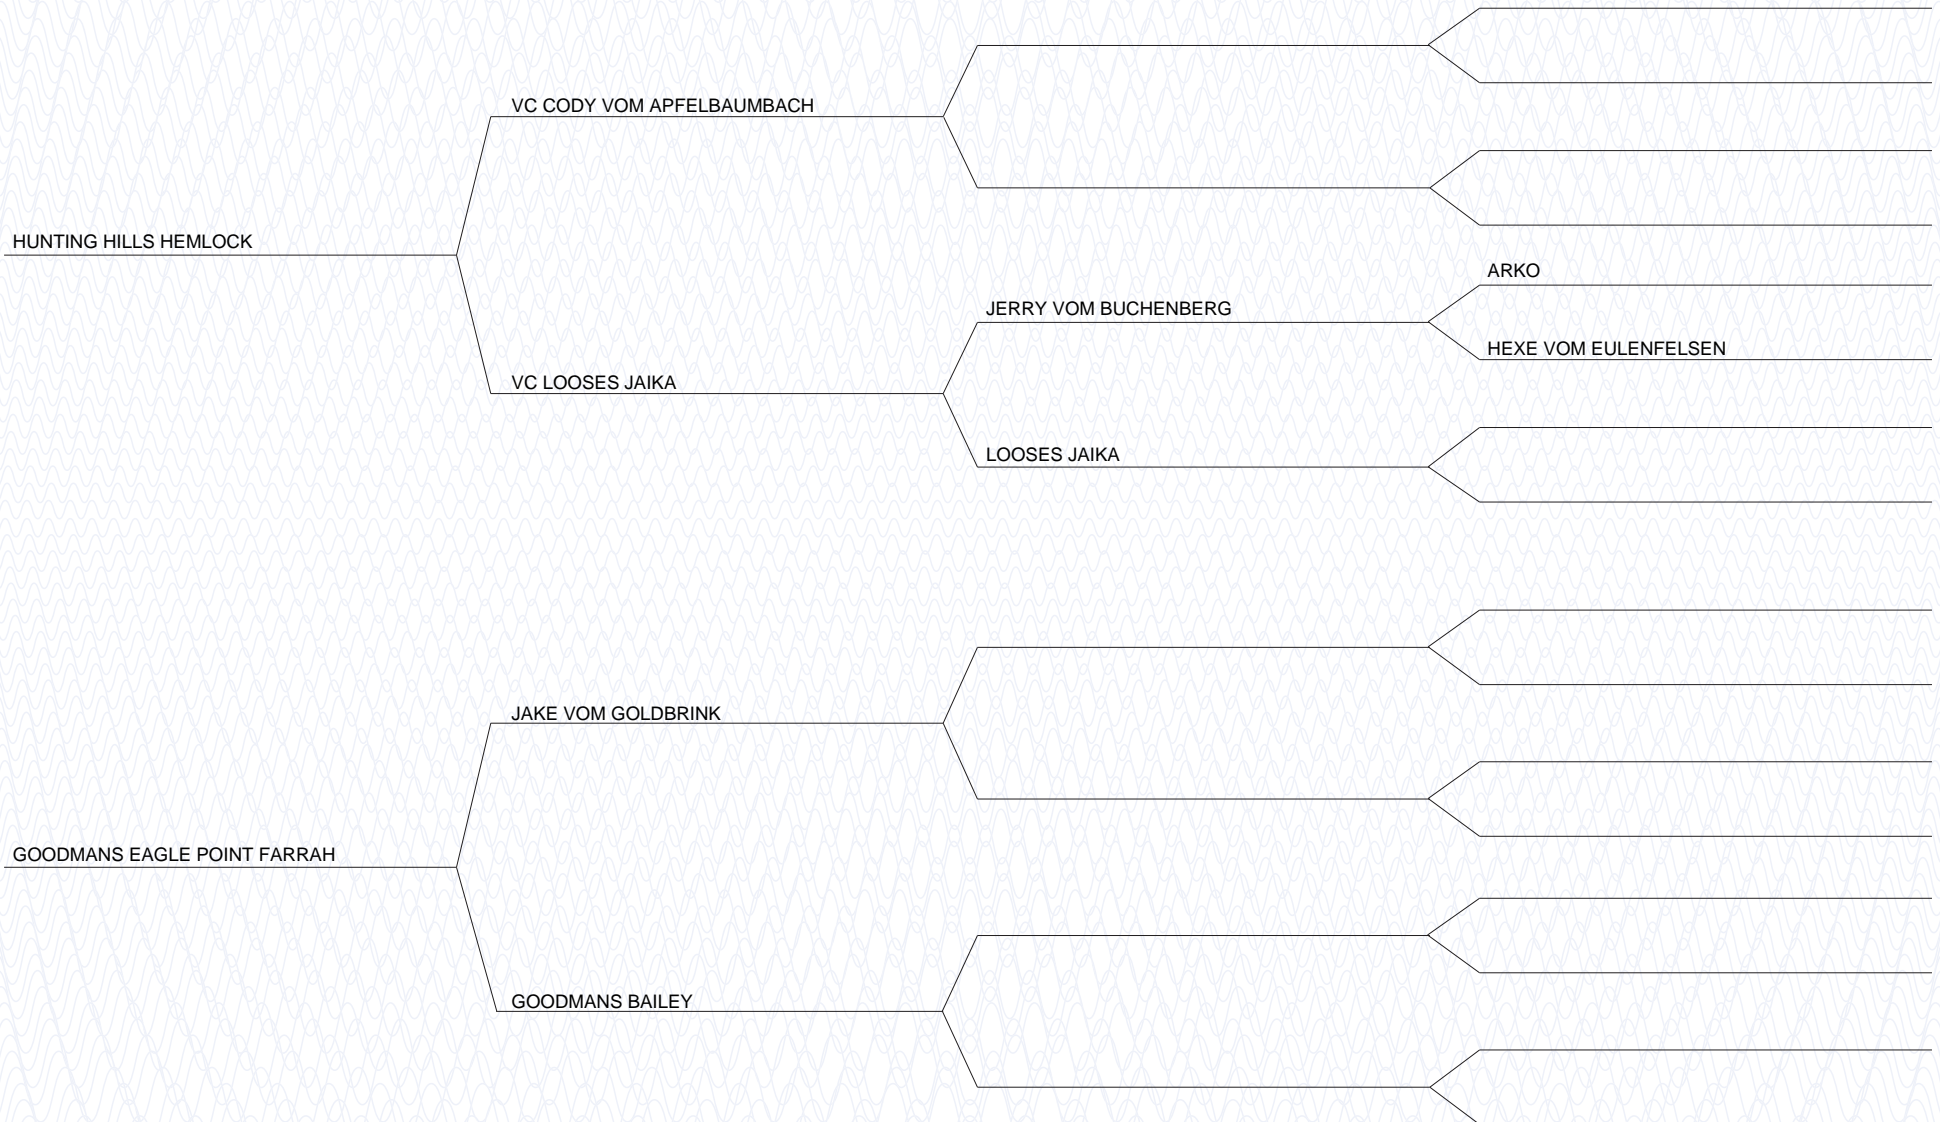 VC CODY VOM APFELBAUMBACH
HUNTING HILLS HEMLOCK
ARKO
JERRY VOM BUCHENBERG
HEXE VOM EULENFELSEN
VC LOOSES JAIKA
LOOSES JAIKA
JAKE VOM GOLDBRINK
GOODMANS EAGLE POINT FARRAH
GOODMANS BAILEY